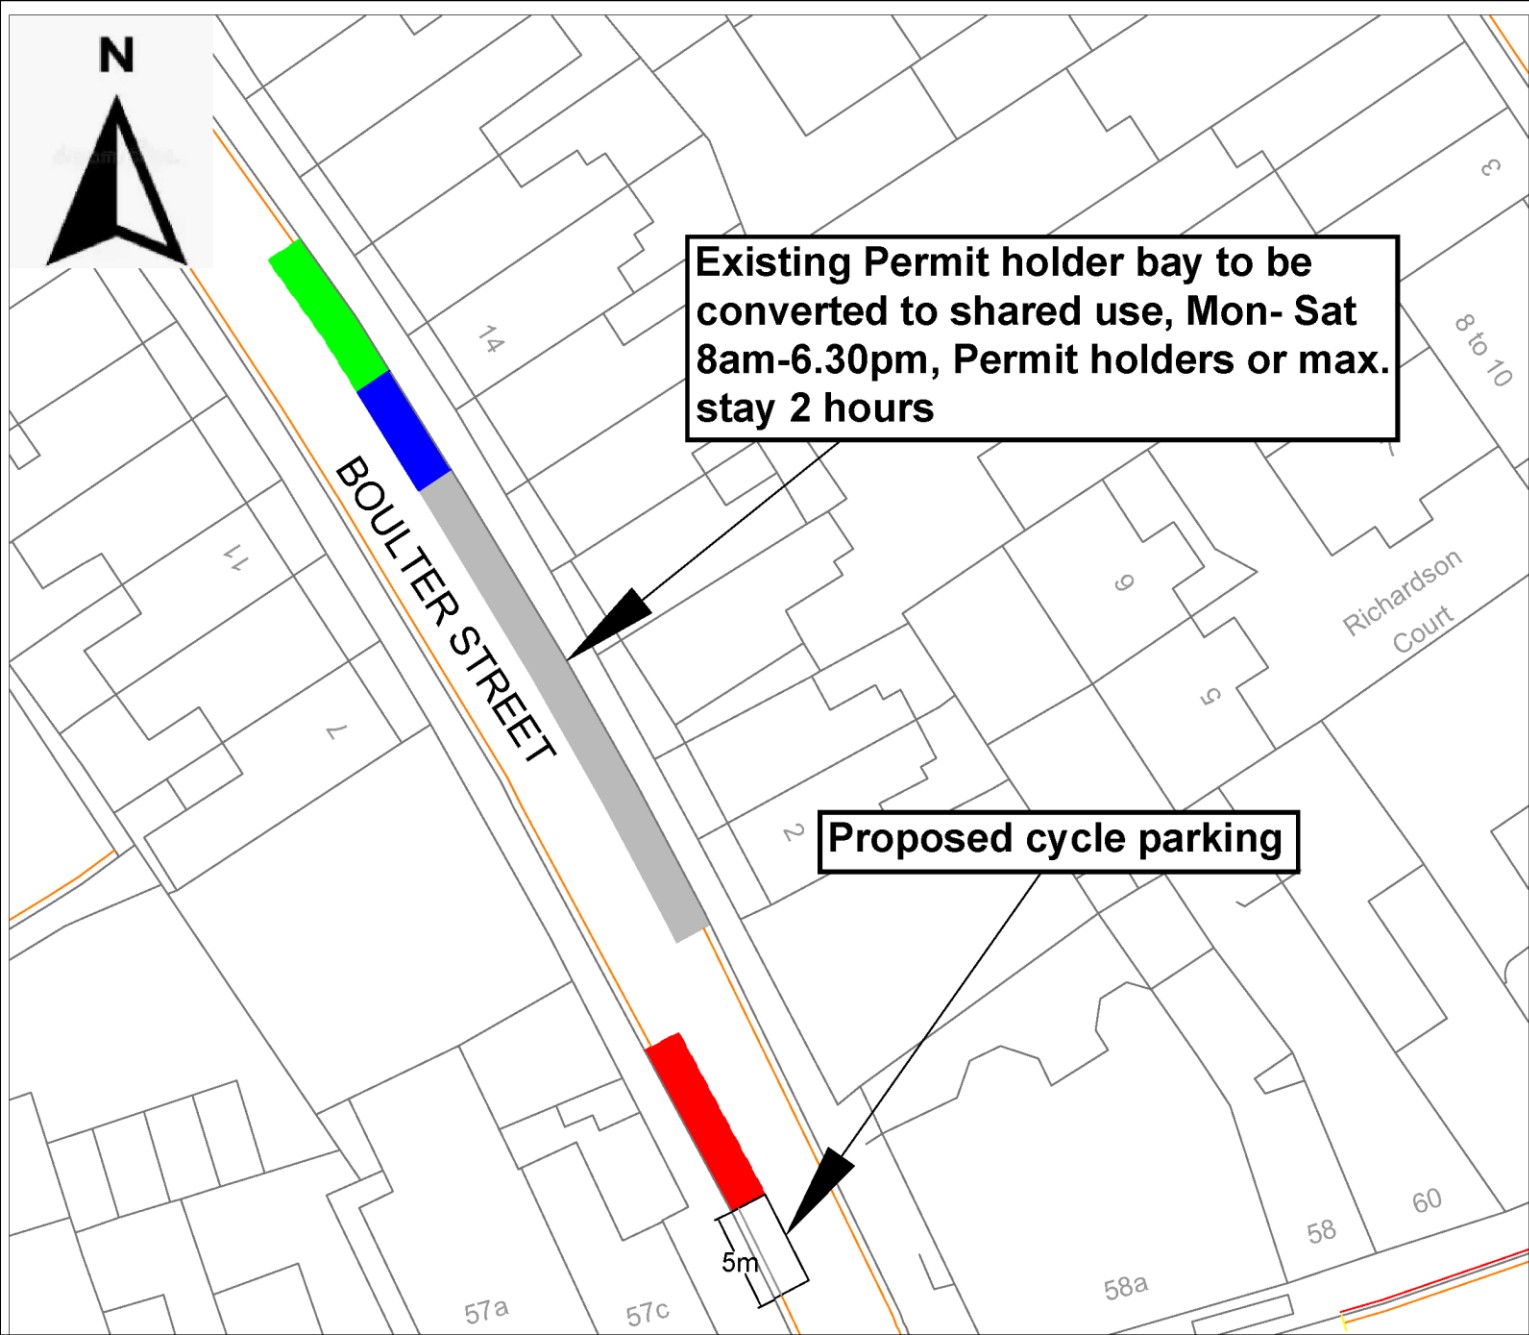 N
3
Existing Permit holder bay to be
converted to shared use, Mon- Sat
8am-6.30pm, Permit holders or max.
stay 2 hours
14
8 to 10
BOULTER STREET
11
Richardson
Court
5
7
2
Proposed cycle parking
5m
58
60
58a
57a
57c